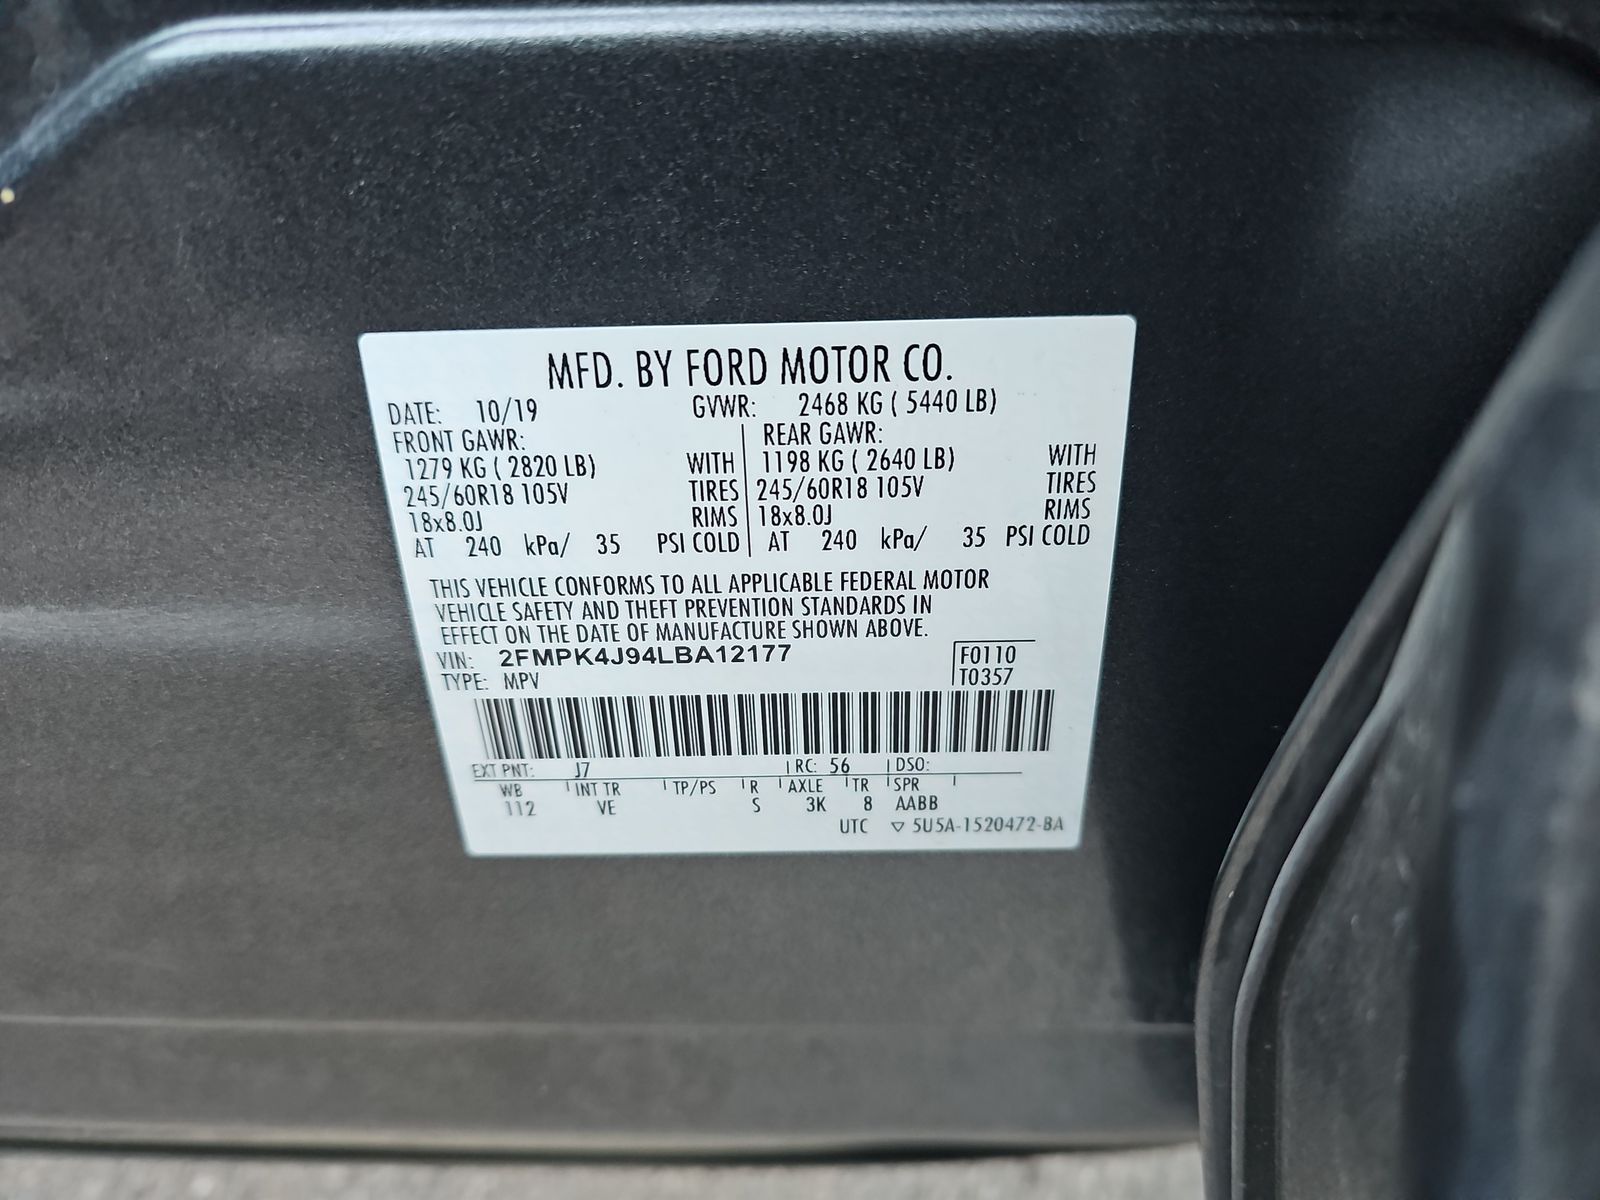 MFD. BY FORD MOTOR CO.
DATE: 10/19 GVWR: 2468 KG ( 5440 LB)
FRONT GAWR: REAR GAWR:
1279 KG ( 2820 LB) WITH 1198 KG ( 2640 LB) WITH
245/60R18 105V TIRES 245/60R18 105V TIRES
18x8.0J RIMS 18x8.0J RIMS
AT 240 kPa/ 35 PSI COLD AT 240 kPa/ 35 PSI COLD
THIS VEHICLE CONFORMS TO ALL APPLICABLE FEDERAL MOTOR
VEHICLE SAFETY AND THEFT PREVENTION STANDARDS IN
EFFECT ON THE DATE OF MANUFACTURE SHOWN ABOVE.
VIN: 2FMPK4J94LBA12177 F0110
TYPE: MPV T0357
EXT PNT: J7 RC: 56 DSO:
WB INT TR TP/PS R AXLE TR SPR
112 VE S 3K 8 AABB
UTC ▽ 5U5A-1520472-BA